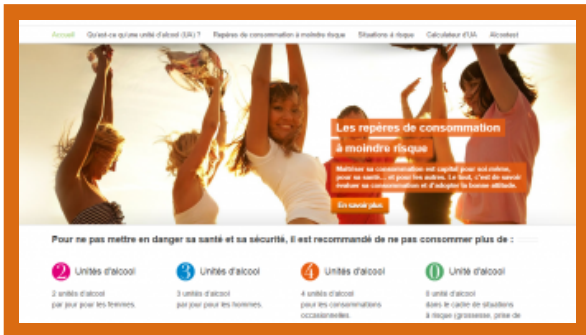 Accueil Qu'est-ce qu'une unité d'alcool (UA) ? Repères de consommation à moindre risque Situations à risque Calculateur d'UA Alcootest
Les repères de consommation
à moindre risque
Maîtriser sa consommation est capital pour soi-même,
pour sa santé... et pour les autres. Le tout, c'est de savoir
évaluer sa consommation et d'adopter la bonne attitude.
En savoir plus
Pour ne pas mettre en danger sa santé et sa sécurité, il est recommandé de ne pas consommer plus de :
2 Unités d'alcool
2 unités d'alcool
par jour pour les femmes.
3 Unités d'alcool
3 unités d'alcool
par jour pour les hommes.
4 Unités d'alcool
4 unités d'alcool
pour les consommations
occasionnelles.
0 Unité d'alcool
0 unité d'alcool
dans le cadre de situations
à risque (grossesse, prise de